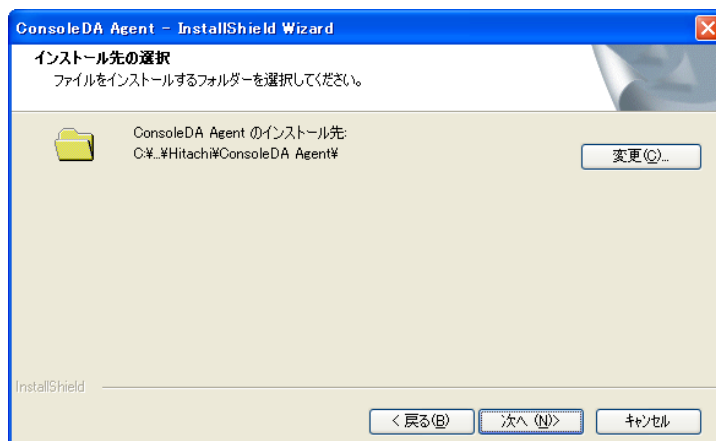 ConsoleDA Agent - InstallShield Wizard
インストール先の選択
ファイルをインストールするフォルダーを選択してください。
ConsoleDA Agent のインストール先:
C:¥...¥Hitachi¥ConsoleDA Agent¥
変更(C)...
InstallShield
< 戻る(B)
次へ (N)>
キャンセル